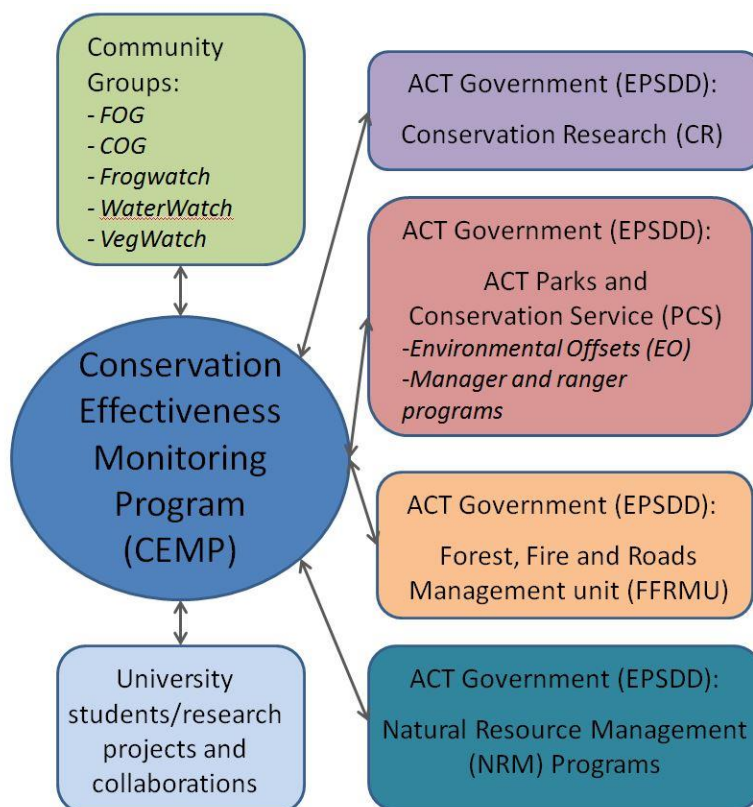 Community
Groups:
- FOG
- COG
- Frogwatch
- WaterWatch
- VegWatch
ACT Government (EPSDD):
Conservation Research (CR)
ACT Government (EPSDD):
ACT Parks and
Conservation Service (PCS)
-Environmental Offsets (EO)
-Manager and ranger
programs
Conservation
Effectiveness
Monitoring
Program
(CEMP)
ACT Government (EPSDD):
Forest, Fire and Roads
Management unit (FFRMU)
University
students/research
projects and
collaborations
ACT Government (EPSDD):
Natural Resource Management
(NRM) Programs